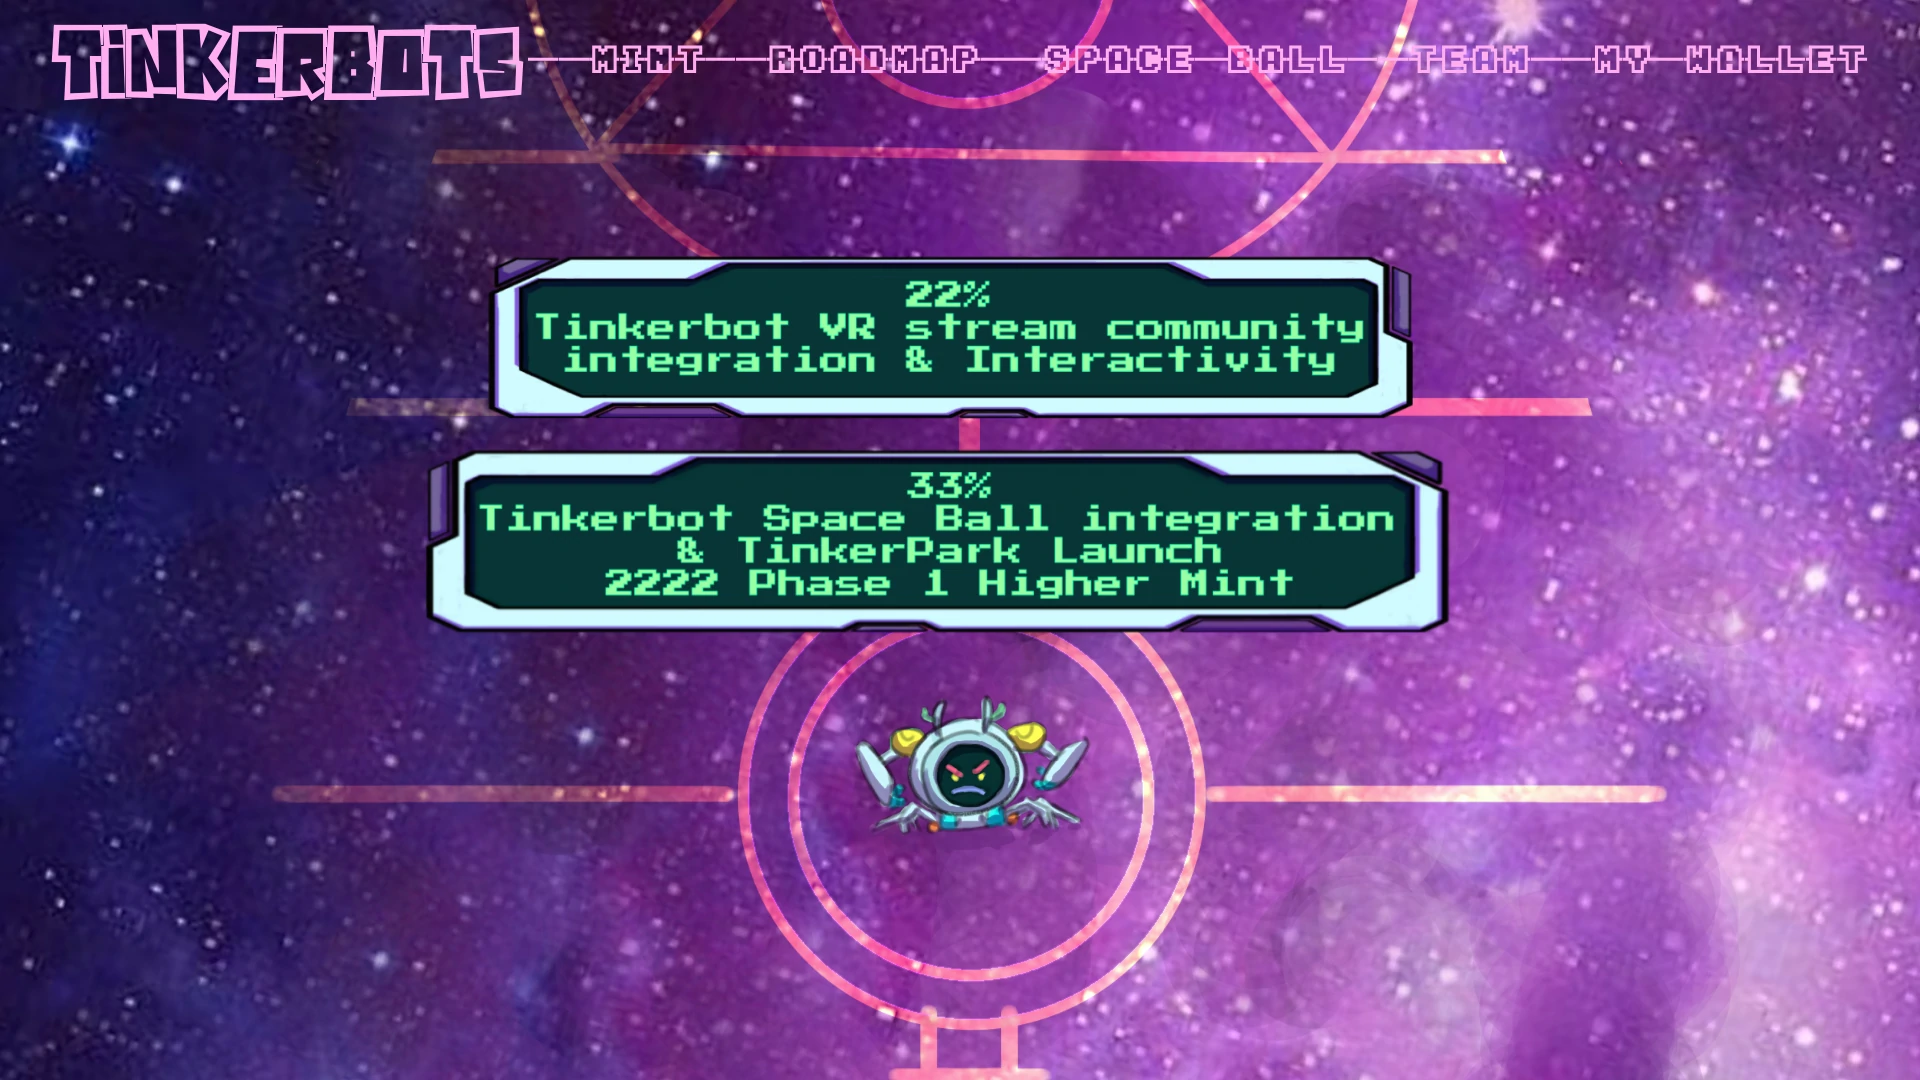 TiNKERBOTS
MINT ROADMAP SPACE BALL TEAM MY WALLET
22%
Tinkerbot VR stream community
integration & Interactivity
33%
Tinkerbot Space Ball integration
& TinkerPark Launch
2222 Phase 1 Higher Mint